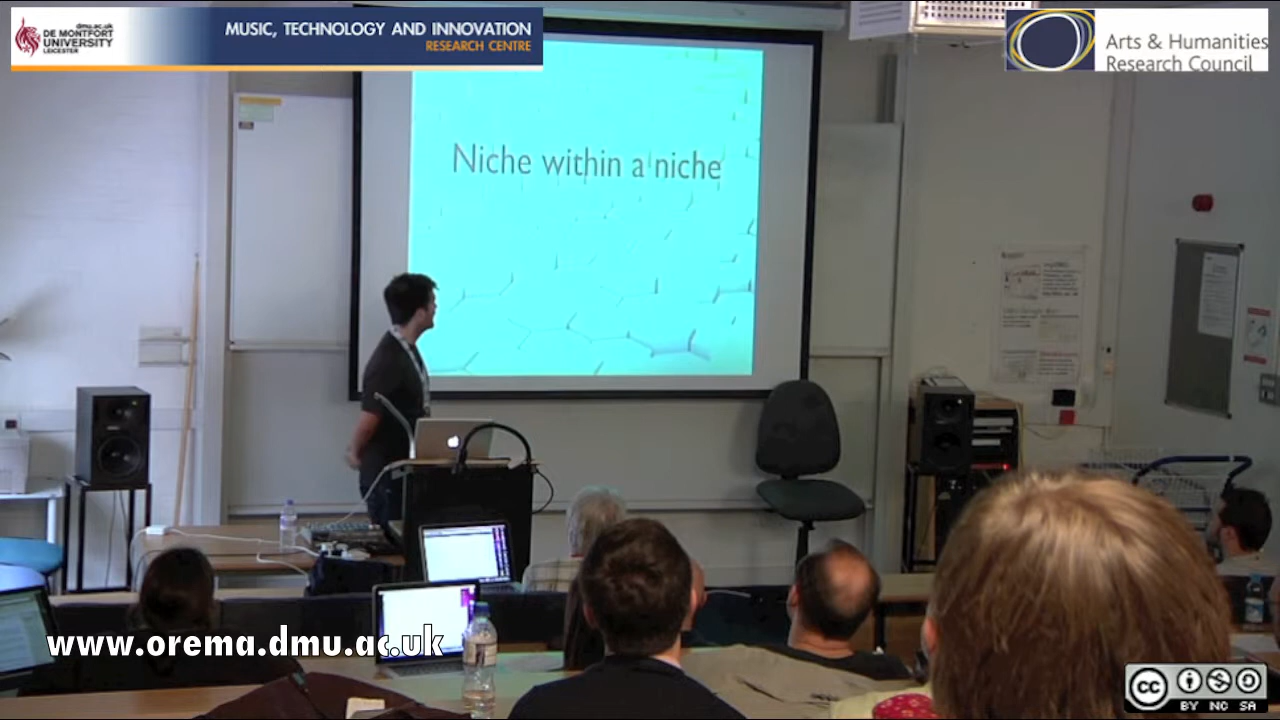 dmu.ac.uk
DE MONTFORT
UNIVERSITY
LEICESTER
MUSIC, TECHNOLOGY AND INNOVATION
RESEARCH CENTRE
Arts & Humanities
Research Council
Niche within a niche
www.orema.dmu.ac.uk
cc
BY NC SA